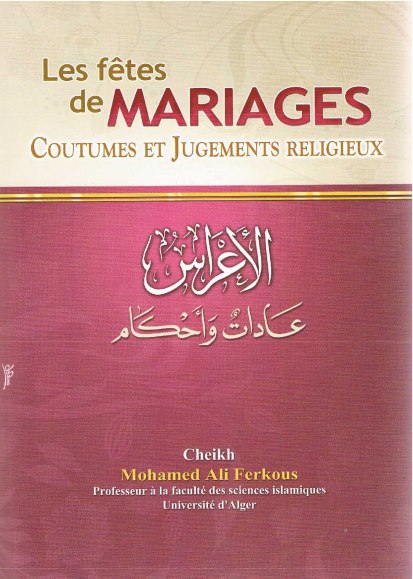 Les fêtes
de MARIAGES
COUTUMES ET JUGEMENTS RELIGIEUX
الأعراس
عادات وأحكام
Cheikh
Mohamed Ali Ferkous
Professeur à la faculté des sciences islamiques
Université d'Alger